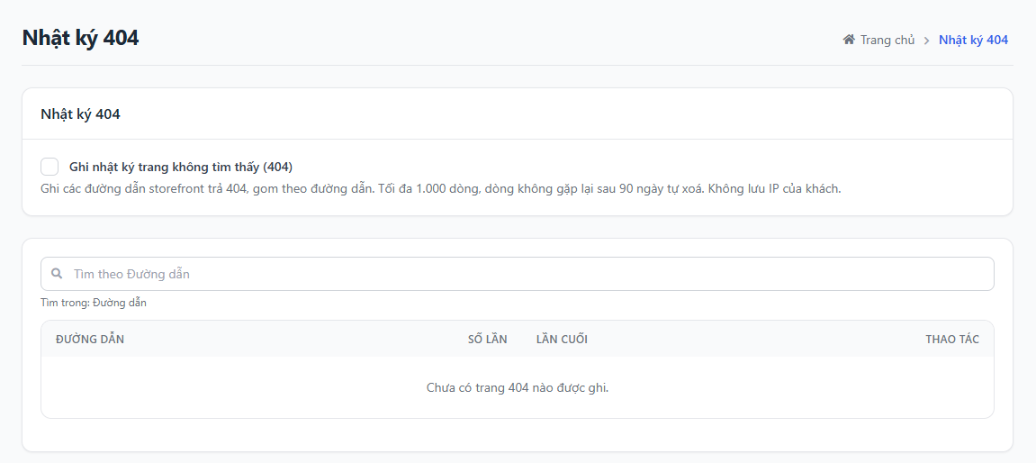 Nhật ký 404
Trang chủ > Nhật ký 404
Nhật ký 404
Ghi nhật ký trang không tìm thấy (404)
Ghi các đường dẫn storefront trả 404, gom theo đường dẫn. Tối đa 1.000 dòng, dòng không gặp lại sau 90 ngày tự xoá. Không lưu IP của khách.
Tìm theo Đường dẫn
Tìm trong: Đường dẫn
ĐƯỜNG DẪN SỐ LẦN LẦN CUỐI THAO TÁC
Chưa có trang 404 nào được ghi.